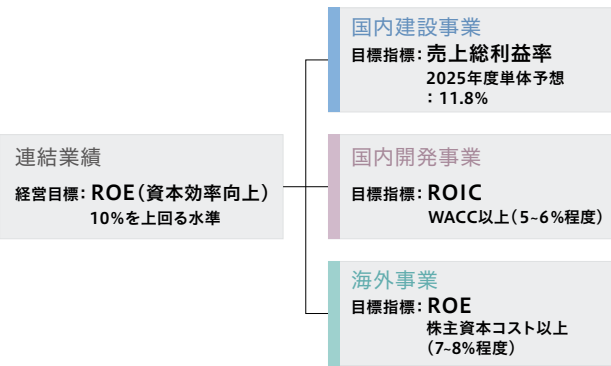 連結業績
経営目標：ROE（資本効率向上）
10%を上回る水準
国内建設事業
目標指標：売上総利益率
2025年度単体予想
：11.8%
国内開発事業
目標指標：ROIC
WACC以上（5~6%程度）
海外事業
目標指標：ROE
株主資本コスト以上
（7~8%程度）